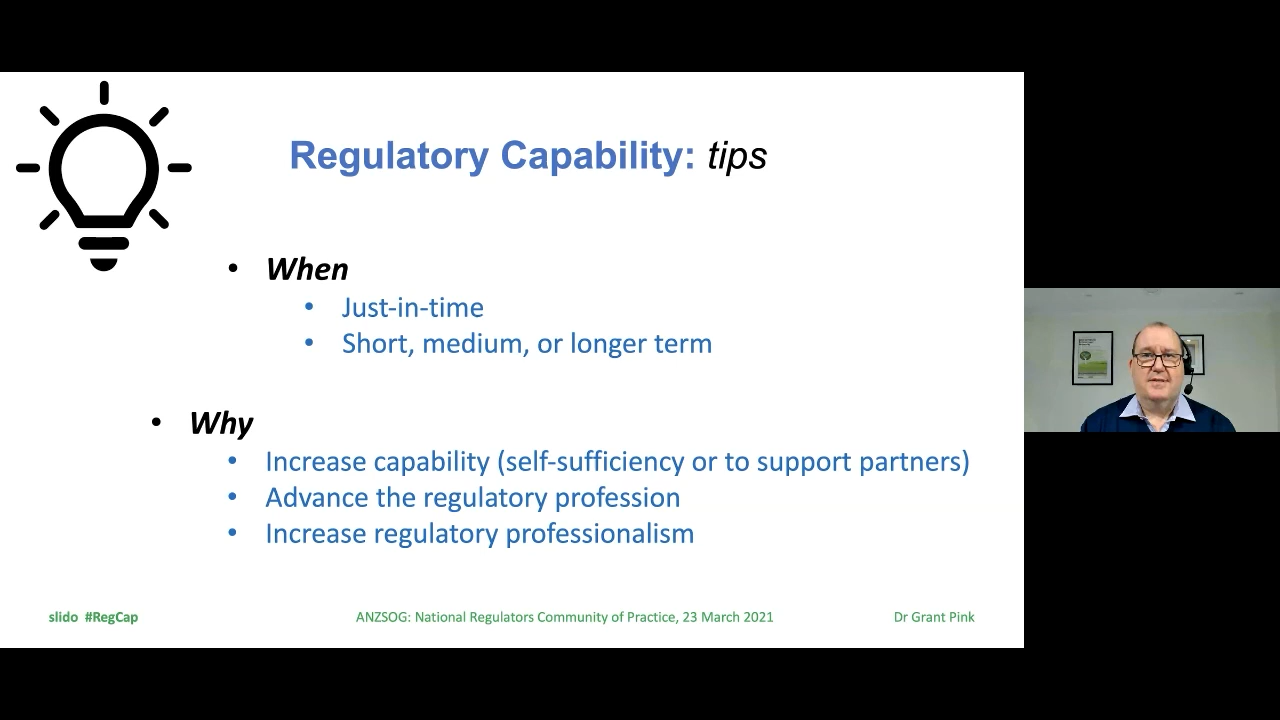 Regulatory Capability: tips
• When
• Just-in-time
• Short, medium, or longer term
• Why
• Increase capability (self-sufficiency or to support partners)
• Advance the regulatory profession
• Increase regulatory professionalism
slido #RegCap
ANZSOG: National Regulators Community of Practice, 23 March 2021
Dr Grant Pink